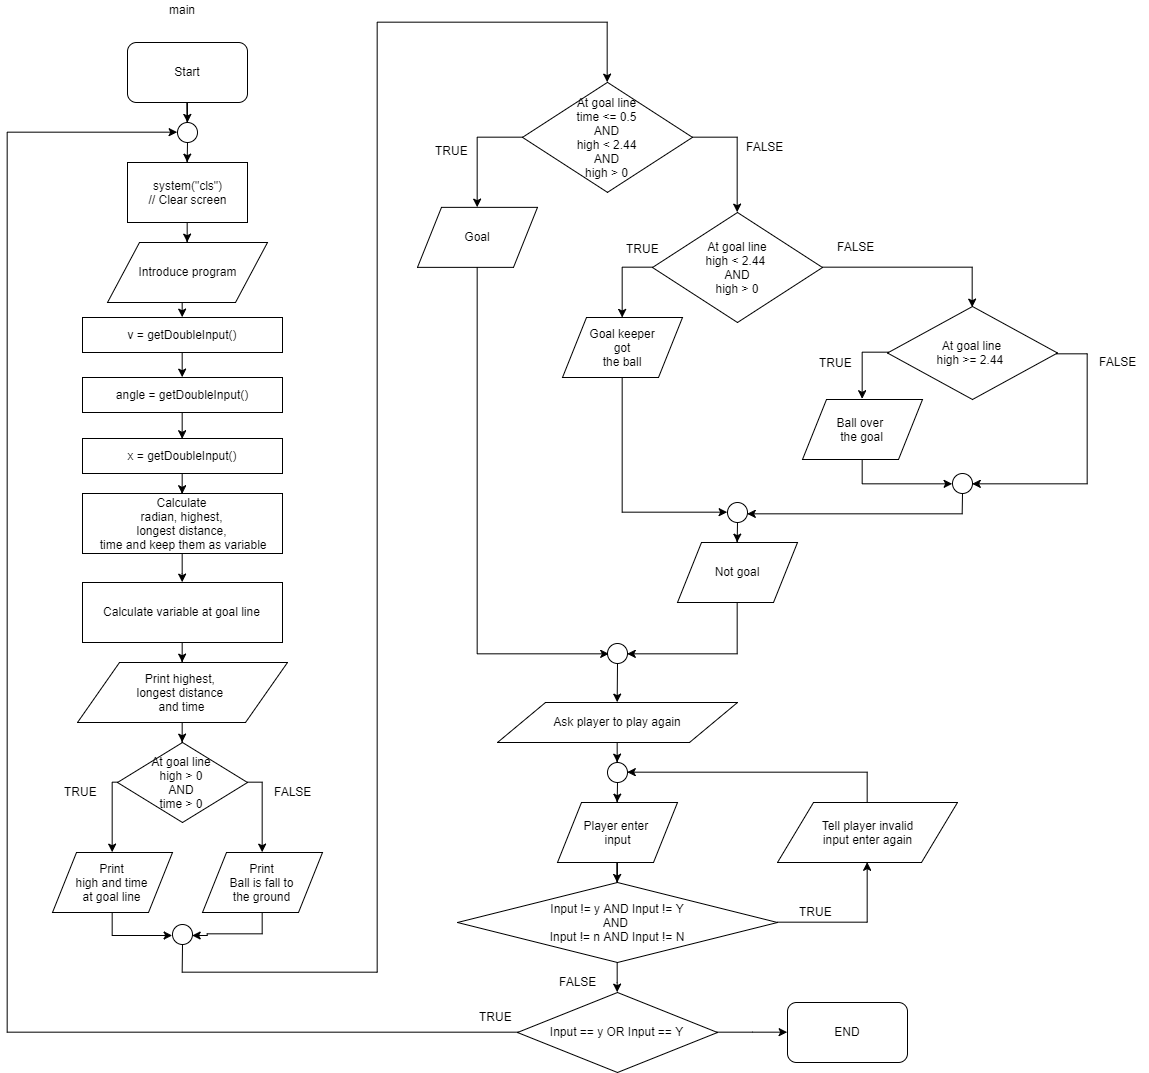 main
Start
system("cls")
// Clear screen
Introduce program
v = getDoubleInput()
angle = getDoubleInput()
x = getDoubleInput()
Calculate
radian, highest,
longest distance,
time and keep them as variable
Calculate variable at goal line
Print highest,
longest distance
and time
At goal line
high > 0
AND
time > 0
TRUE
FALSE
Print
high and time
at goal line
Print
Ball is fall to
the ground
At goal line
time <= 0.5
AND
high < 2.44
AND
high > 0
TRUE
FALSE
Goal
At goal line
high < 2.44
AND
high > 0
TRUE
FALSE
Goal keeper
got
the ball
At goal line
high >= 2.44
TRUE
FALSE
Ball over
the goal
Not goal
Ask player to play again
Player enter
input
Tell player invalid
input enter again
Input != y AND Input != Y
AND
Input != n AND Input != N
TRUE
FALSE
Input == y OR Input == Y
TRUE
END